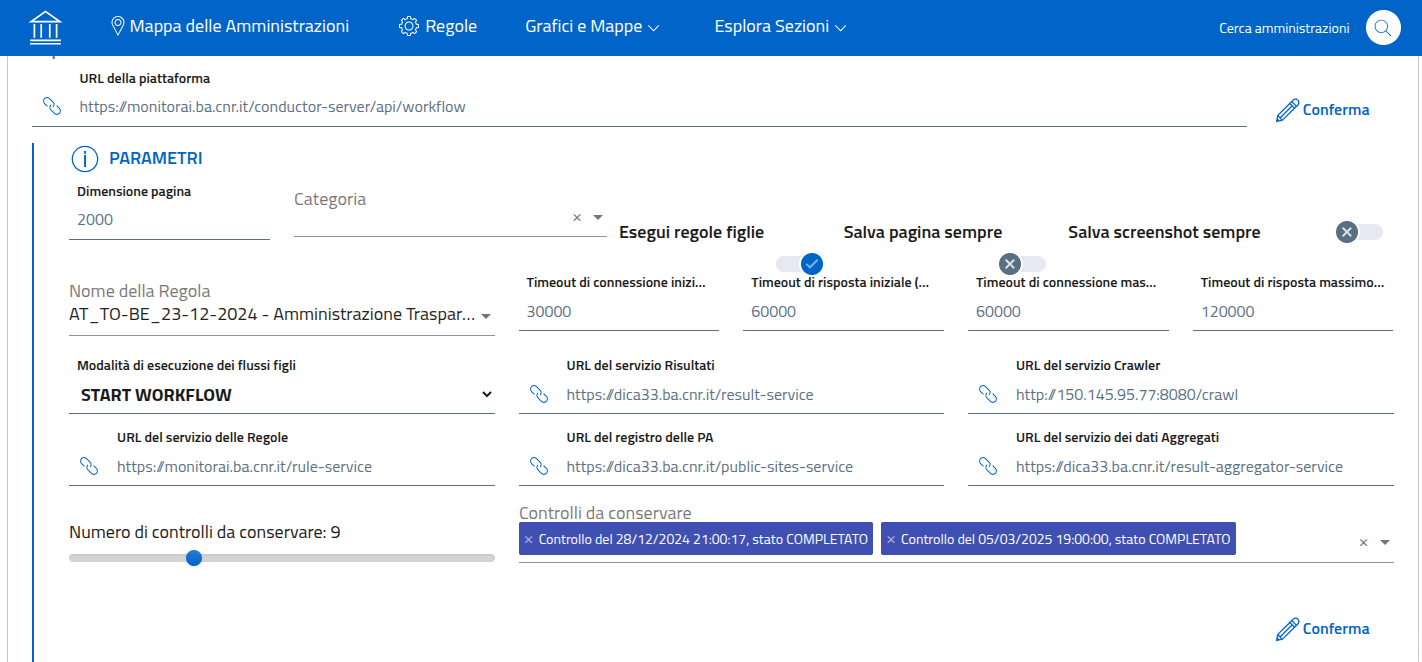 Mappa delle Amministrazioni
Regole
Grafici e Mappe
Esplora Sezioni
Cerca amministrazioni
URL della piattaforma
https://monitorai.ba.cnr.it/conductor-server/api/workflow
Conferma
PARAMETRI
Dimensione pagina
2000
Categoria
Esegui regole figlie
Salva pagina sempre
Salva screenshot sempre
Nome della Regola
AT_TO-BE_23-12-2024 - Amministrazione Traspar...
Timeout di connessione inizi...
30000
Timeout di risposta iniziale (...
60000
Timeout di connessione mas...
60000
Timeout di risposta massimo...
120000
Modalità di esecuzione dei flussi figli
START WORKFLOW
URL del servizio Risultati
https://dica33.ba.cnr.it/result-service
URL del servizio Crawler
http://150.145.95.77:8080/crawl
URL del servizio delle Regole
https://monitorai.ba.cnr.it/rule-service
URL del registro delle PA
https://dica33.ba.cnr.it/public-sites-service
URL del servizio dei dati Aggregati
https://dica33.ba.cnr.it/result-aggregator-service
Numero di controlli da conservare: 9
Controlli da conservare
× Controllo del 28/12/2024 21:00:17, stato COMPLETATO
× Controllo del 05/03/2025 19:00:00, stato COMPLETATO
Conferma